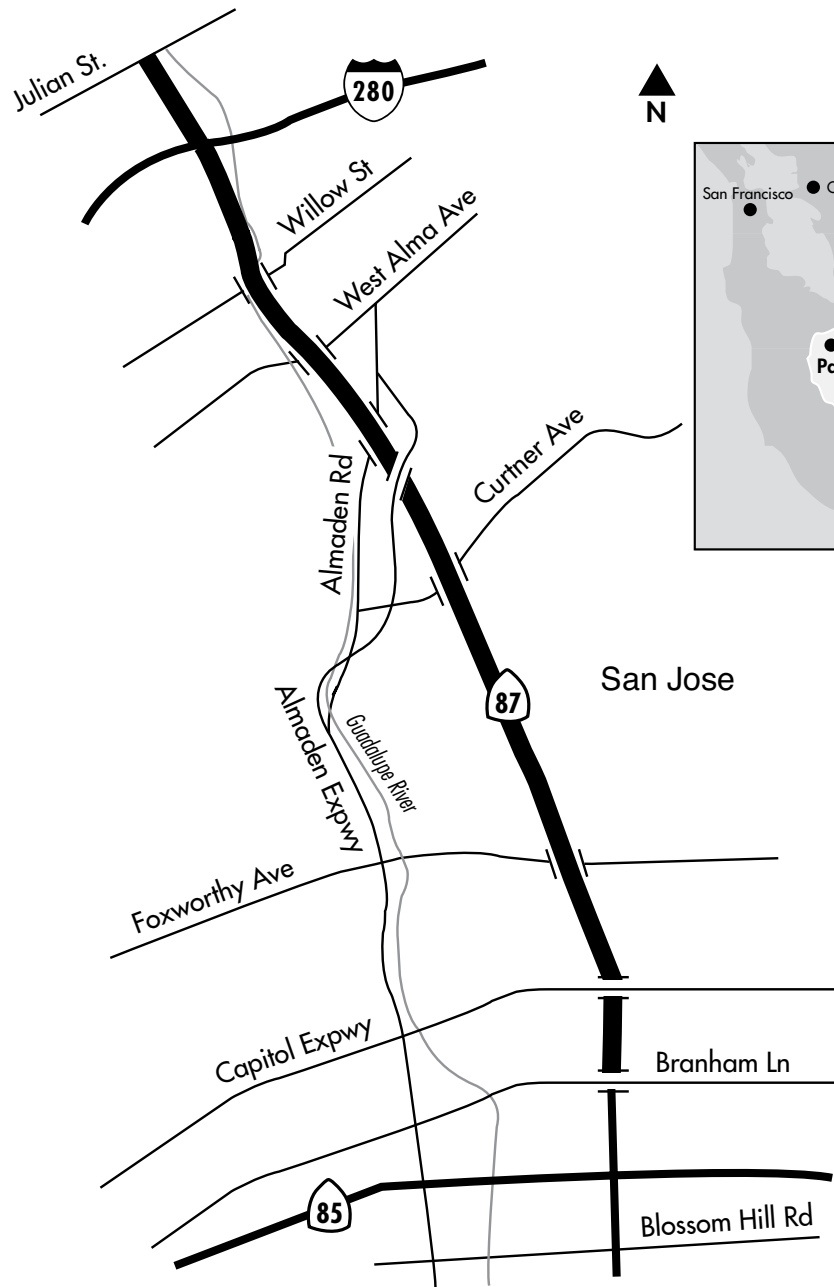 Julian St.
280
N
Willow St
San Francisco
West Alma Ave
Curtner Ave
Almaden Rd
San Jose
87
Almaden Expwy
Guadalupe River
Foxworthy Ave
Capitol Expwy
Branham Ln
85
Blossom Hill Rd